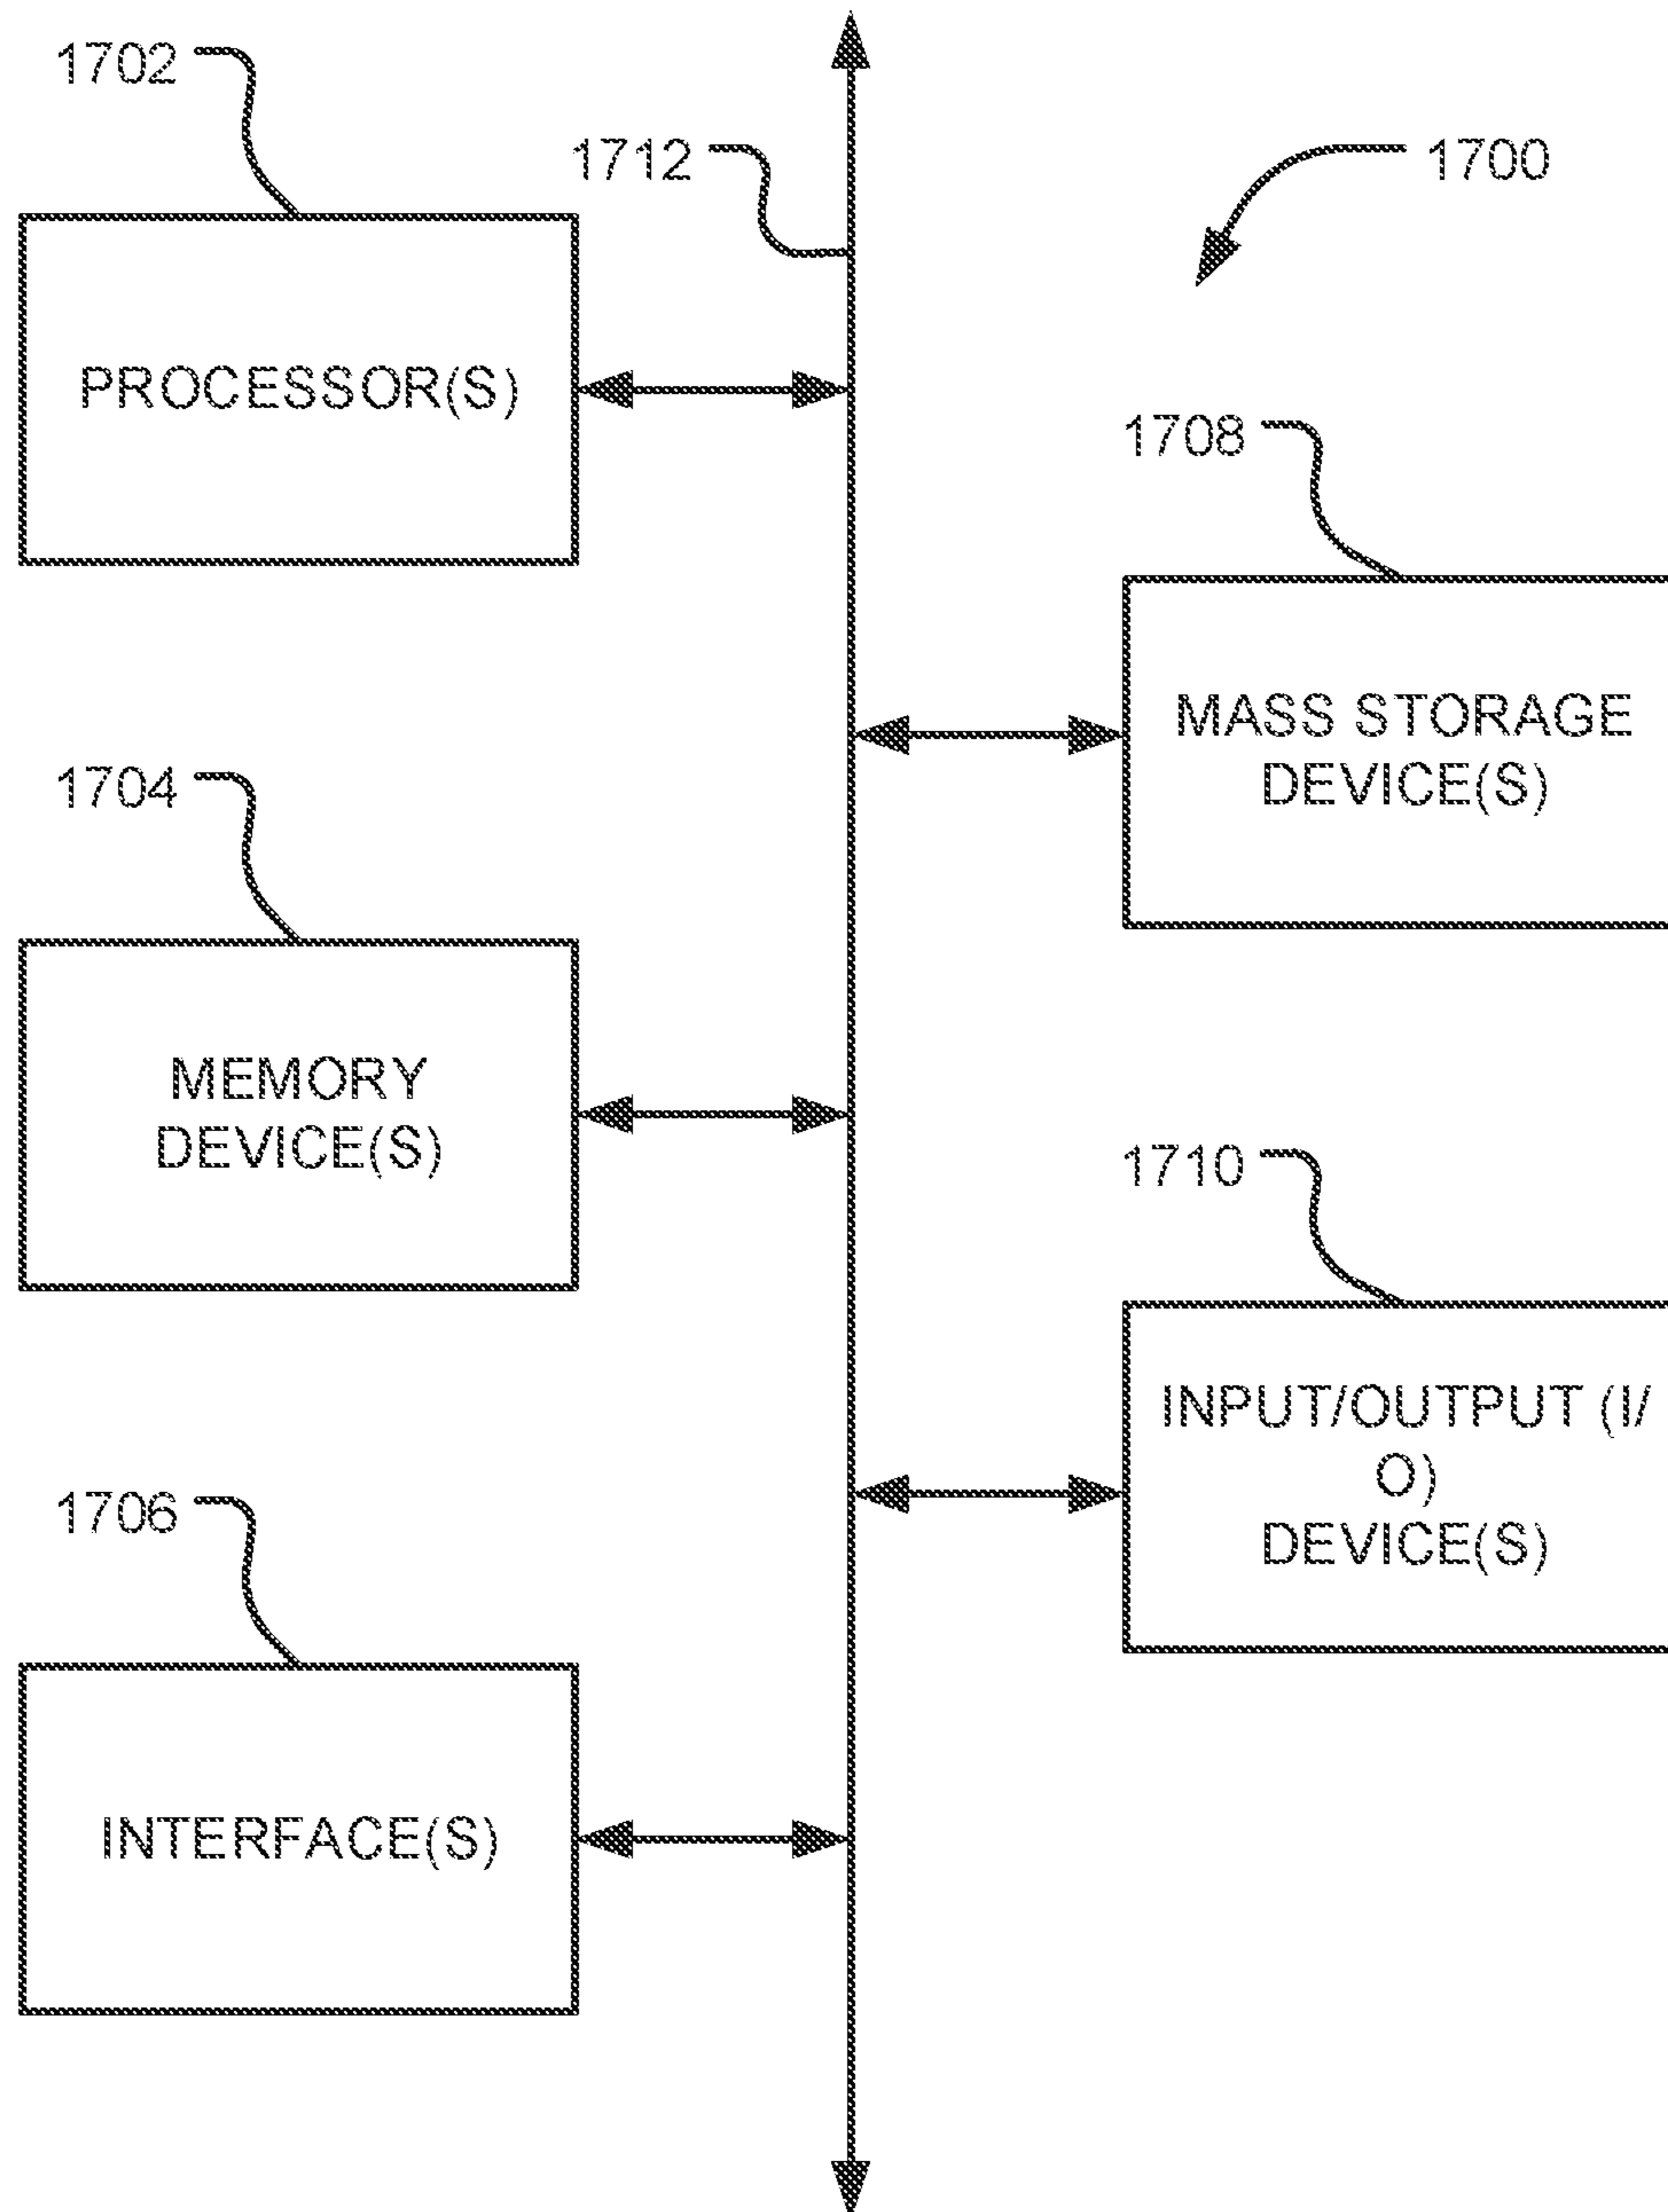 1702
1712
1700
PROCESSOR(S)
1708
MASS STORAGE
DEVICE(S)
1704
MEMORY
DEVICE(S)
1710
INPUT/OUTPUT (I/
O)
DEVICE(S)
1706
INTERFACE(S)